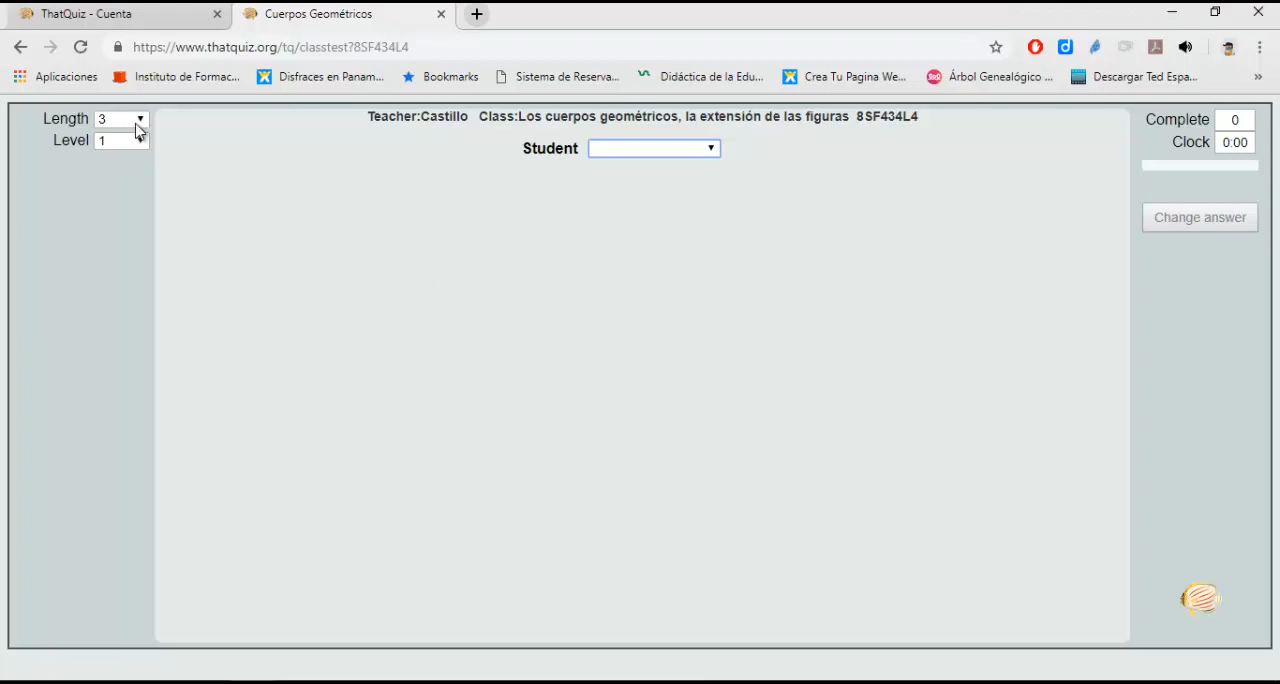 ThatQuiz - Cuenta
Cuerpos Geométricos
https://www.thatquiz.org/tq/classtest?8SF434L4
Aplicaciones
Instituto de Formac...
Disfraces en Panam...
Bookmarks
Sistema de Reserva...
Didáctica de la Edu...
Crea Tu Pagina We...
Árbol Genealógico ...
Descargar Ted Espa...
Length 3
Level 1
Teacher:Castillo Class:Los cuerpos geométricos, la extensión de las figuras 8SF434L4
Student
Complete 0
Clock 0:00
Change answer